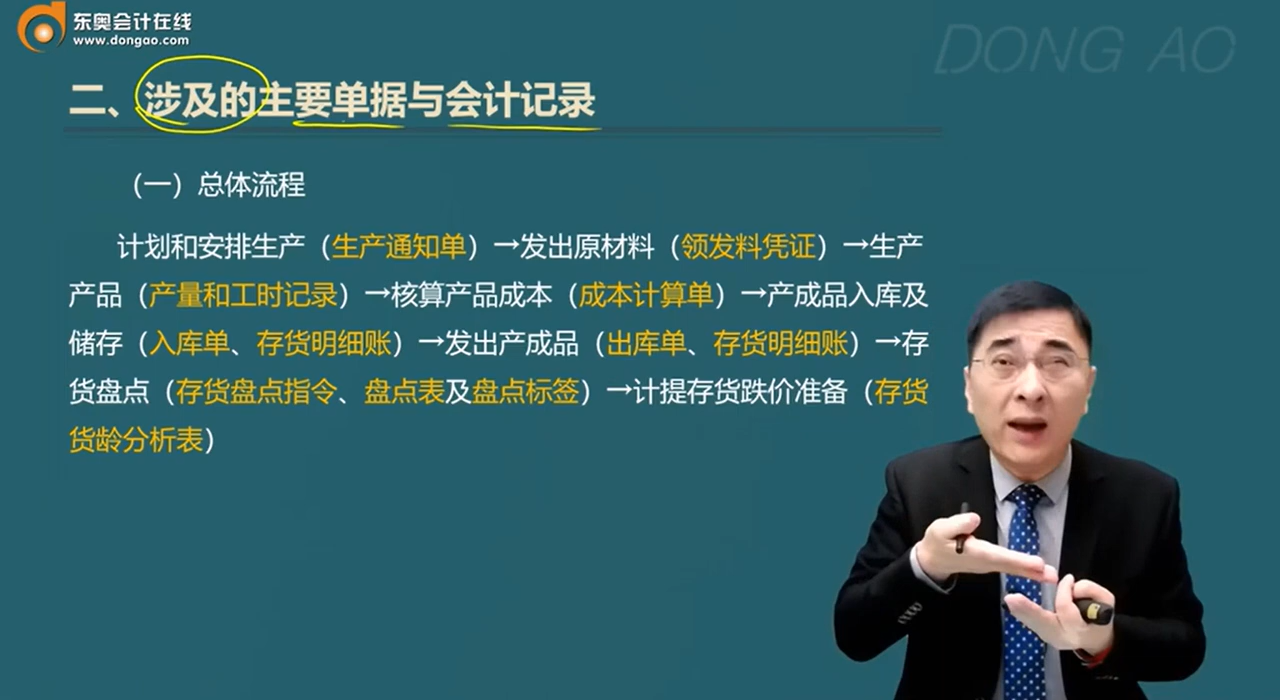 东奥会计在线
www.dongao.com
DONG AO
二、涉及的主要单据与会计记录
（一）总体流程
计划和安排生产（生产通知单）→发出原材料（领发料凭证）→生产
产品（产量和工时记录）→核算产品成本（成本计算单）→产成品入库及
储存（入库单、存货明细账）→发出产成品（出库单、存货明细账）→存
货盘点（存货盘点指令、盘点表及盘点标签）→计提存货跌价准备（存货
货龄分析表）